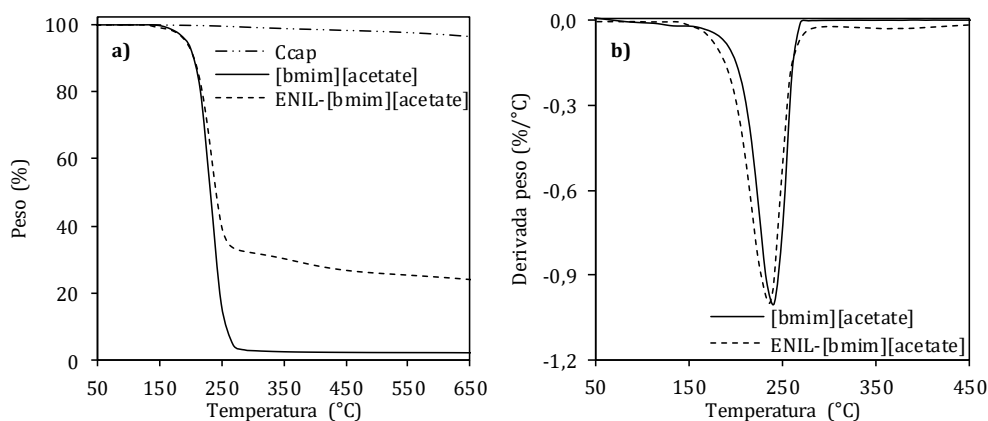 a)
Peso (%)
100
80
60
40
20
0
Ccap
[bmim][acetate]
ENIL-[bmim][acetate]
50 150 250 350 450 550 650
Temperatura (°C)
b)
Derivada peso (%/°C)
0,0
-0,3
-0,6
-0,9
-1,2
[bmim][acetate]
ENIL-[bmim][acetate]
50 150 250 350 450
Temperatura (°C)